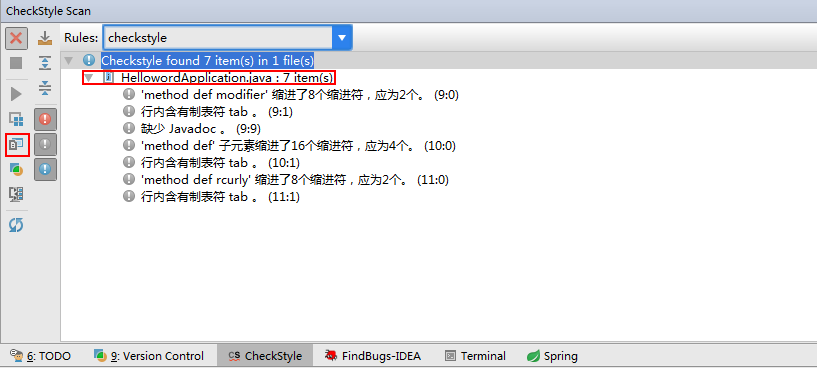 CheckStyle Scan
Rules: checkstyle
Checkstyle found 7 item(s) in 1 file(s)
HellowordApplication.java : 7 item(s)
'method def modifier' 缩进了8个缩进符，应为2个。 (9:0)
行内含有制表符 tab 。 (9:1)
缺少 Javadoc 。 (9:9)
'method def' 子元素缩进了16个缩进符，应为4个。 (10:0)
行内含有制表符 tab 。 (10:1)
'method def rcurly' 缩进了8个缩进符，应为2个。 (11:0)
行内含有制表符 tab 。 (11:1)
6: TODO 9: Version Control CS CheckStyle FindBugs-IDEA Terminal Spring